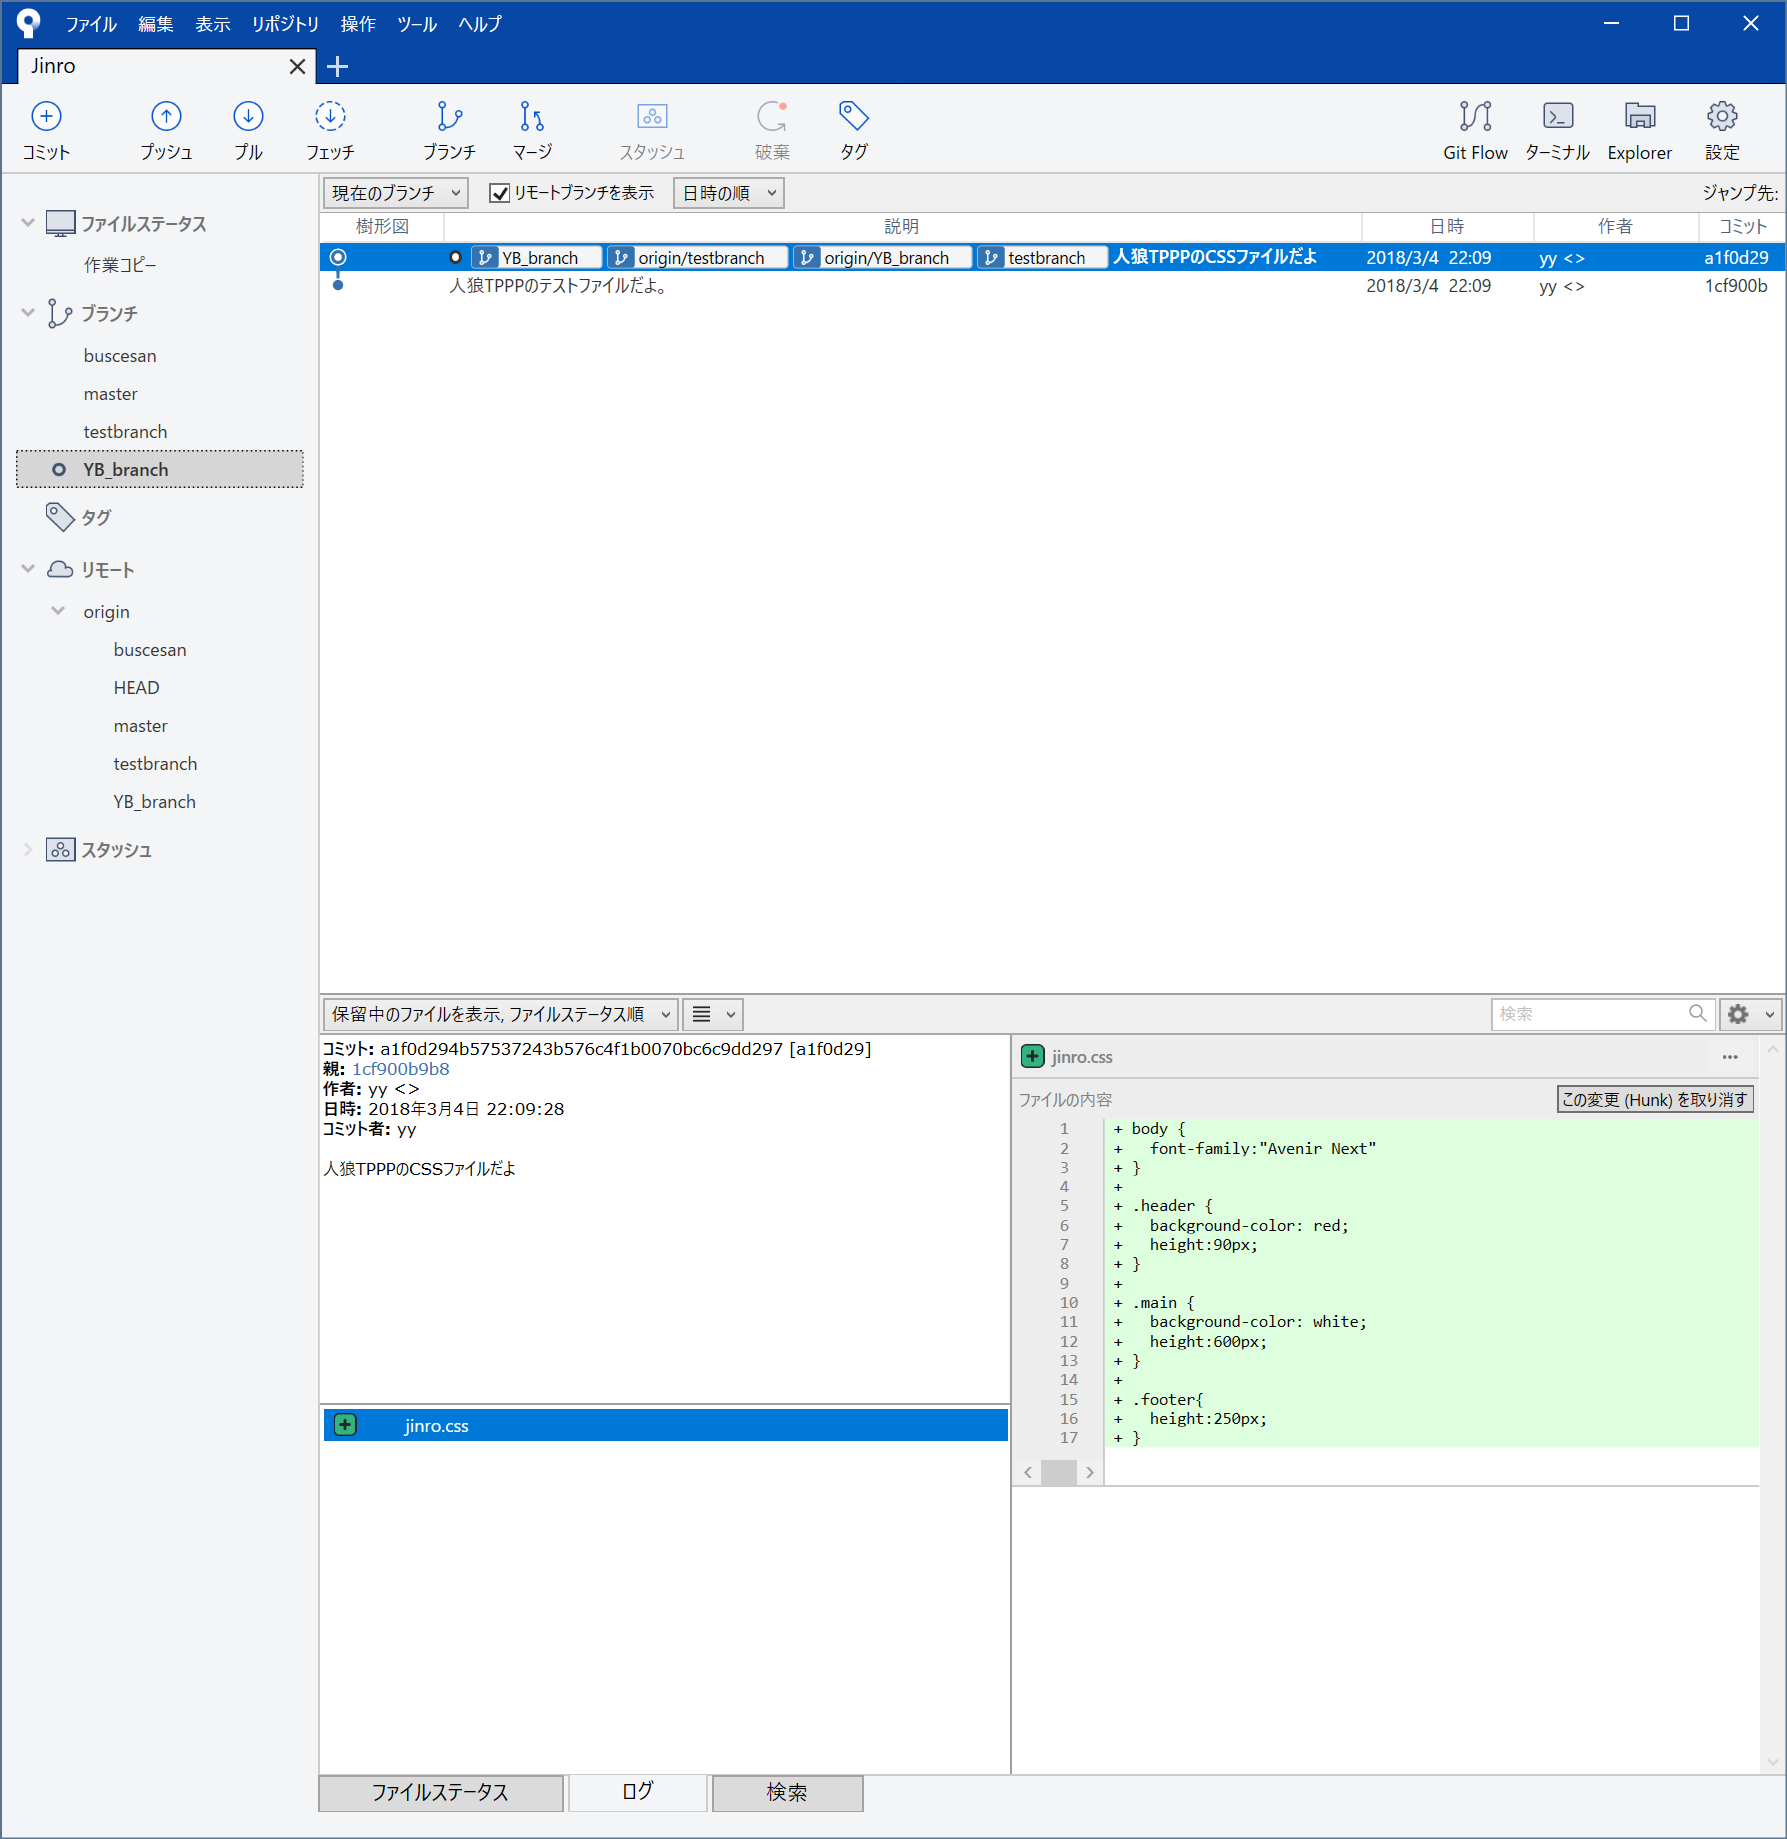 ファイル 編集 表示 リポジトリ 操作 ツール ヘルプ
Jinro
コミット プッシュ プル フェッチ ブランチ マージ スタッシュ 破棄 タグ Git Flow ターミナル Explorer 設定
ファイルステータス
作業コピー
ブランチ
buscesan
master
testbranch
YB_branch
タグ
リモート
origin
buscesan
HEAD
master
testbranch
YB_branch
スタッシュ
現在のブランチ リモートブランチを表示 日時の順 ジャンプ先:
樹形図 説明 日時 作者 コミット
YB_branch origin/testbranch origin/YB_branch testbranch 人狼TPPPのCSSファイルだよ 2018/3/4 22:09 yy <> a1f0d29
人狼TPPPのテストファイルだよ。 2018/3/4 22:09 yy <> 1cf900b
保留中のファイルを表示, ファイルステータス順 検索
コミット: a1f0d294b57537243b576c4f1b0070bc6c9dd297 [a1f0d29]
親: 1cf900b9b8
作者: yy <>
日時: 2018年3月4日 22:09:28
コミット者: yy
人狼TPPPのCSSファイルだよ
jinro.css
jinro.css ...
ファイルの内容 この変更 (Hunk) を取り消す
1 + body {
2 + font-family:"Avenir Next"
3 + }
4 +
5 + .header {
6 + background-color: red;
7 + height:90px;
8 + }
9 +
10 + .main {
11 + background-color: white;
12 + height:600px;
13 + }
14 +
15 + .footer{
16 + height:250px;
17 + }
ファイルステータス ログ 検索